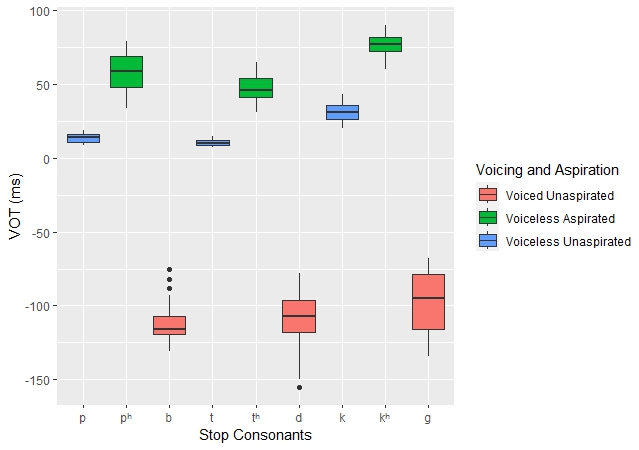 100
50
0
-50
-100
-150
VOT (ms)
p pʰ b t tʰ d k kʰ g
Stop Consonants
Voicing and Aspiration
Voiced Unaspirated
Voiceless Aspirated
Voiceless Unaspirated